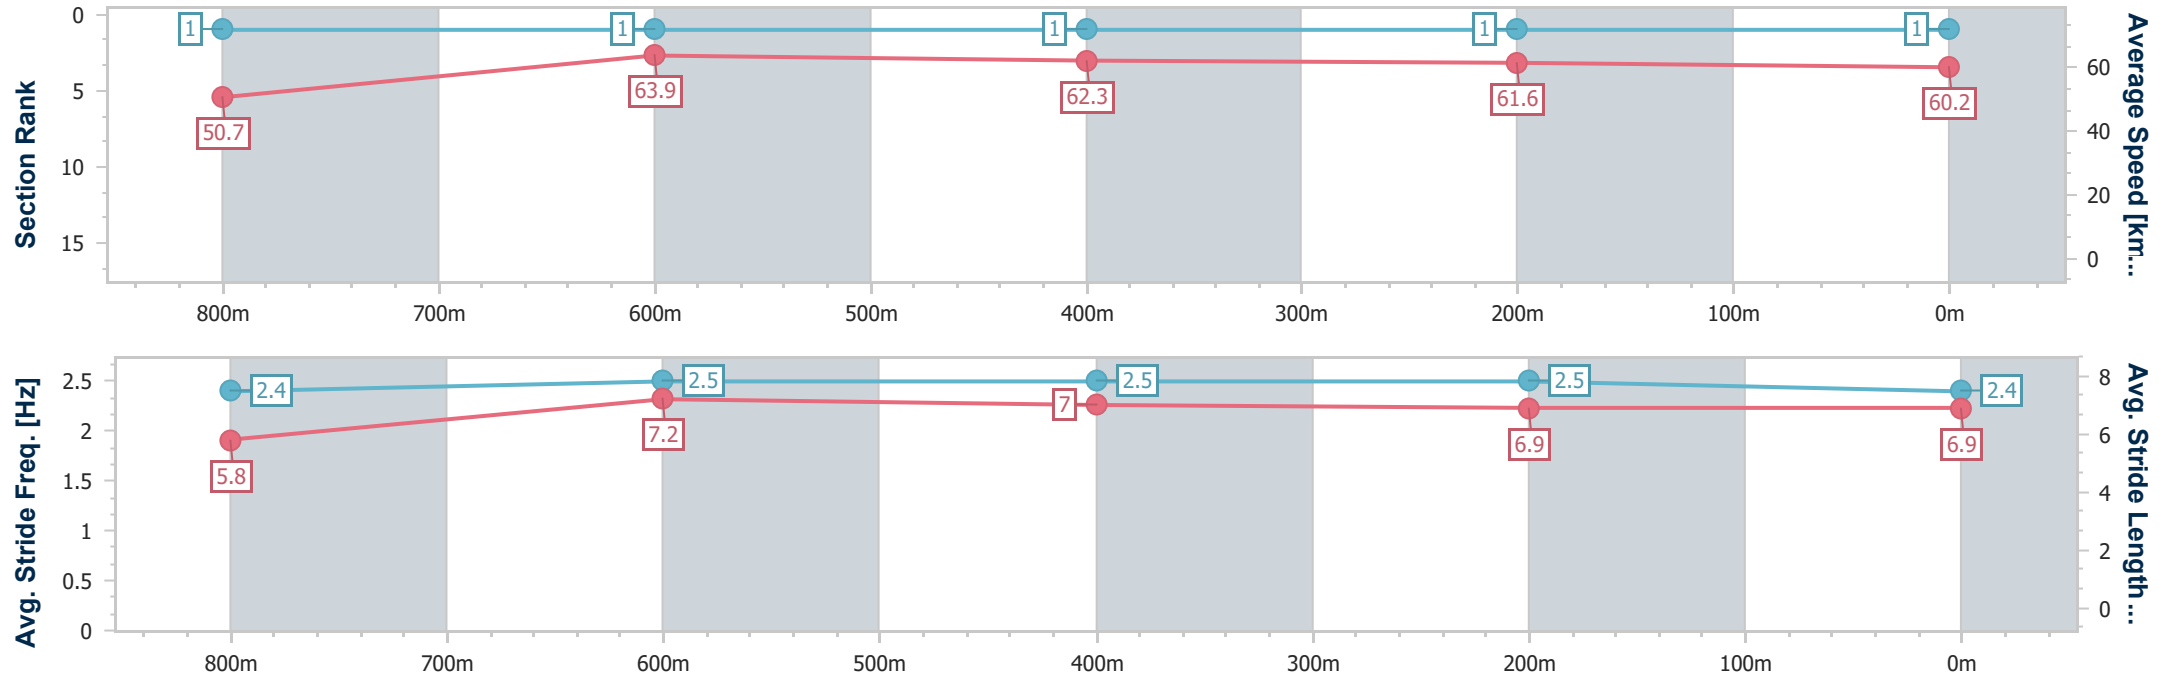 Section Rank
0
5
10
15
1
1
1
1
1
50.7
63.9
62.3
61.6
60.2
60
40
20
0
Average Speed [km...
800m
700m
600m
500m
400m
300m
200m
100m
0m
Avg. Stride Freq. [Hz]
2.5
2
1.5
1
0.5
0
2.4
2.5
2.5
2.5
2.4
5.8
7.2
7
6.9
6.9
8
6
4
2
0
Avg. Stride Length...
800m
700m
600m
500m
400m
300m
200m
100m
0m